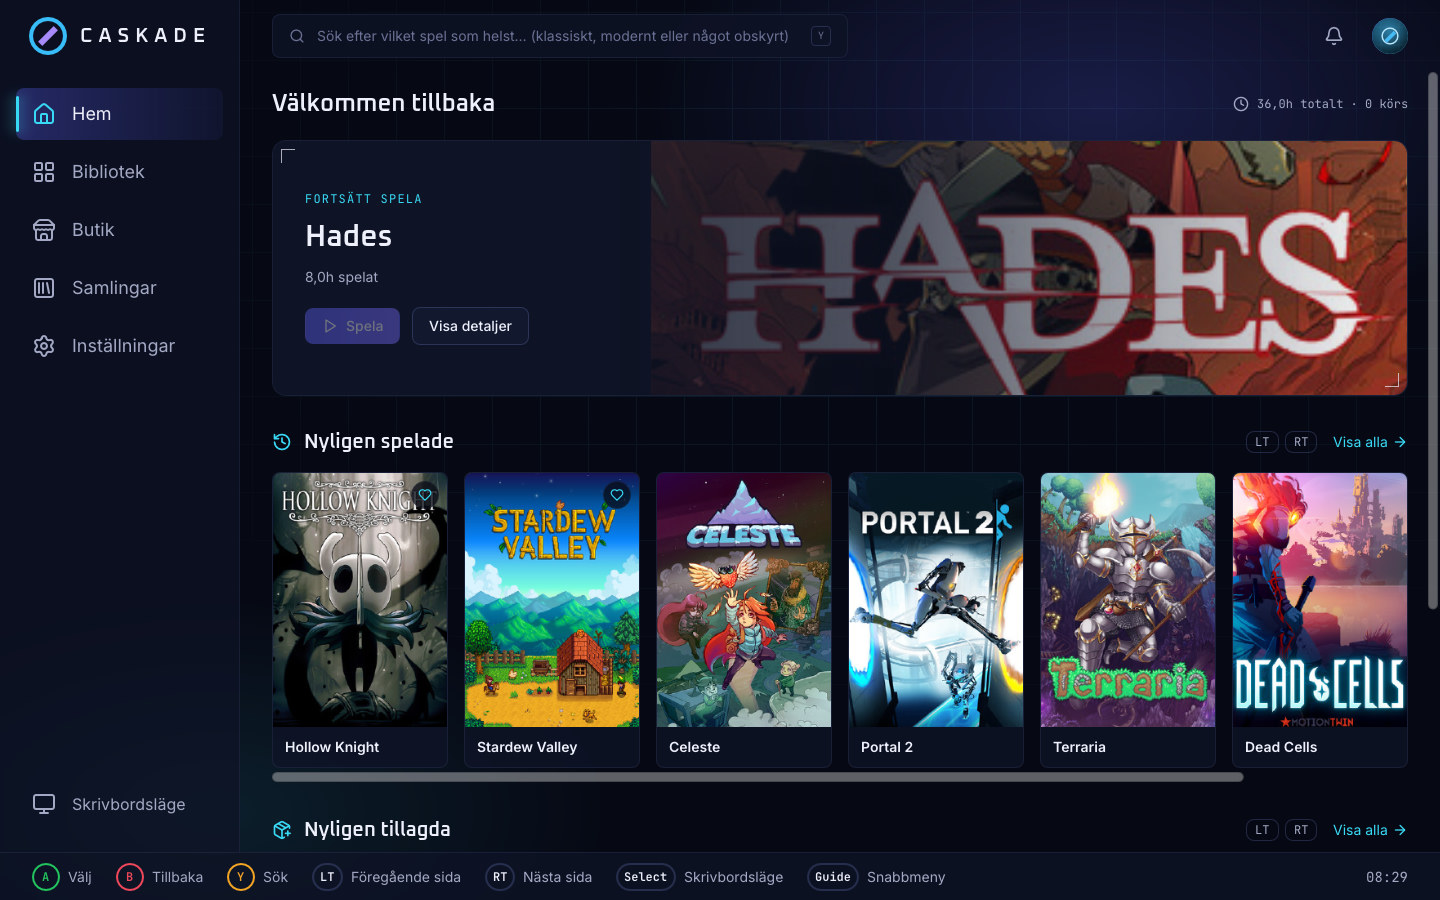 CASKADE
Sök efter vilket spel som helst... (klassiskt, modernt eller något obskyrt)
Y
Hem
Bibliotek
Butik
Samlingar
Inställningar
Skrivbordsläge
Välkommen tillbaka
36,0h totalt · 0 körs
FORTSÄTT SPELA
Hades
8,0h spelat
Spela
Visa detaljer
HADES
Nyligen spelade
LT
RT
Visa alla
HOLLOW KNIGHT
STARDEW
VALLEY
CELESTE
PORTAL 2
Terraria
DEAD CELLS
MOTIONTWIN
Hollow Knight
Stardew Valley
Celeste
Portal 2
Terraria
Dead Cells
Nyligen tillagda
LT
RT
Visa alla
A Välj
B Tillbaka
Y Sök
LT Föregående sida
RT Nästa sida
Select Skrivbordsläge
Guide Snabbmeny
08:29